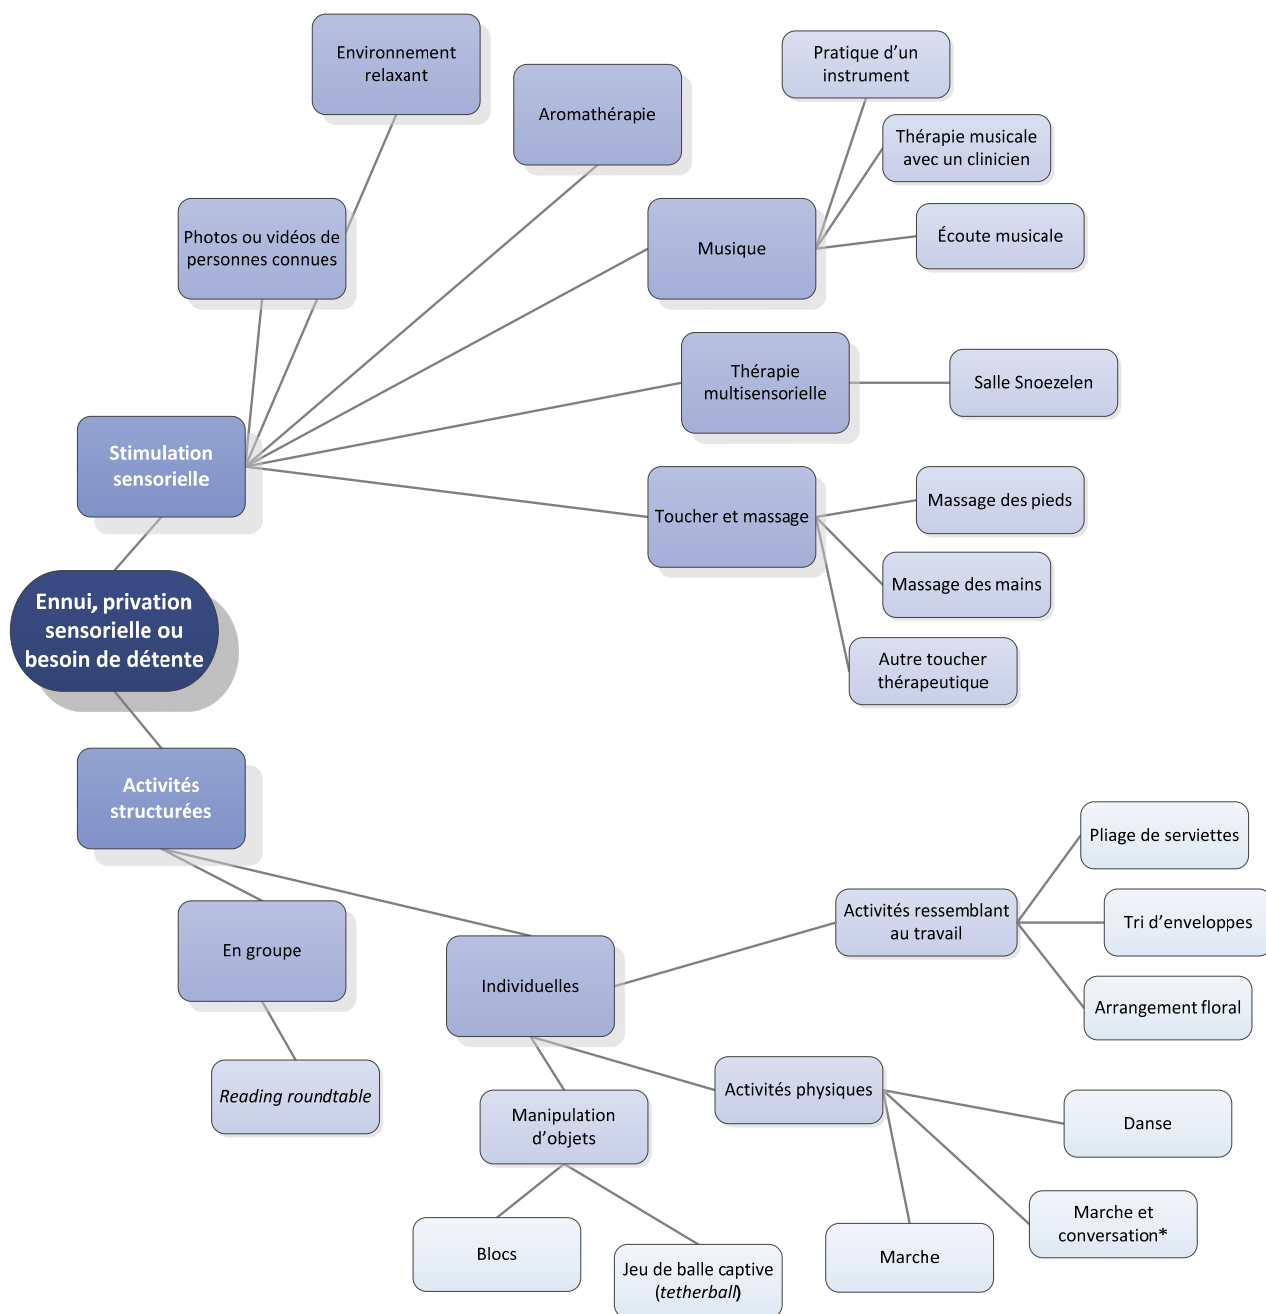 Environnement
relaxant
Aromathérapie
Pratique d’un
instrument
Thérapie musicale
avec un clinicien
Écoute musicale
Photos ou vidéos de
personnes connues
Musique
Thérapie
multisensorielle
Salle Snoezelen
Stimulation
sensorielle
Toucher et massage
Massage des pieds
Massage des mains
Autre toucher
thérapeutique
Ennui, privation
sensorielle ou
besoin de détente
Activités
structurées
En groupe
Reading roundtable
Individuelles
Activités ressemblant
au travail
Pliage de serviettes
Tri d’enveloppes
Arrangement floral
Manipulation
d’objets
Activités physiques
Danse
Marche et
conversation*
Marche
Blocs
Jeu de balle captive
(tetherball)